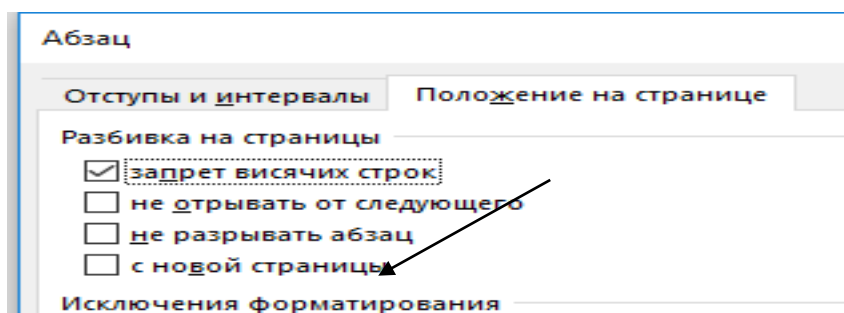 Абзац
Отступы и интервалы Положение на странице
Разбивка на страницы
запрет висячих строк
не отрывать от следующего
не разрывать абзац
с новой страницы
Исключения форматирования